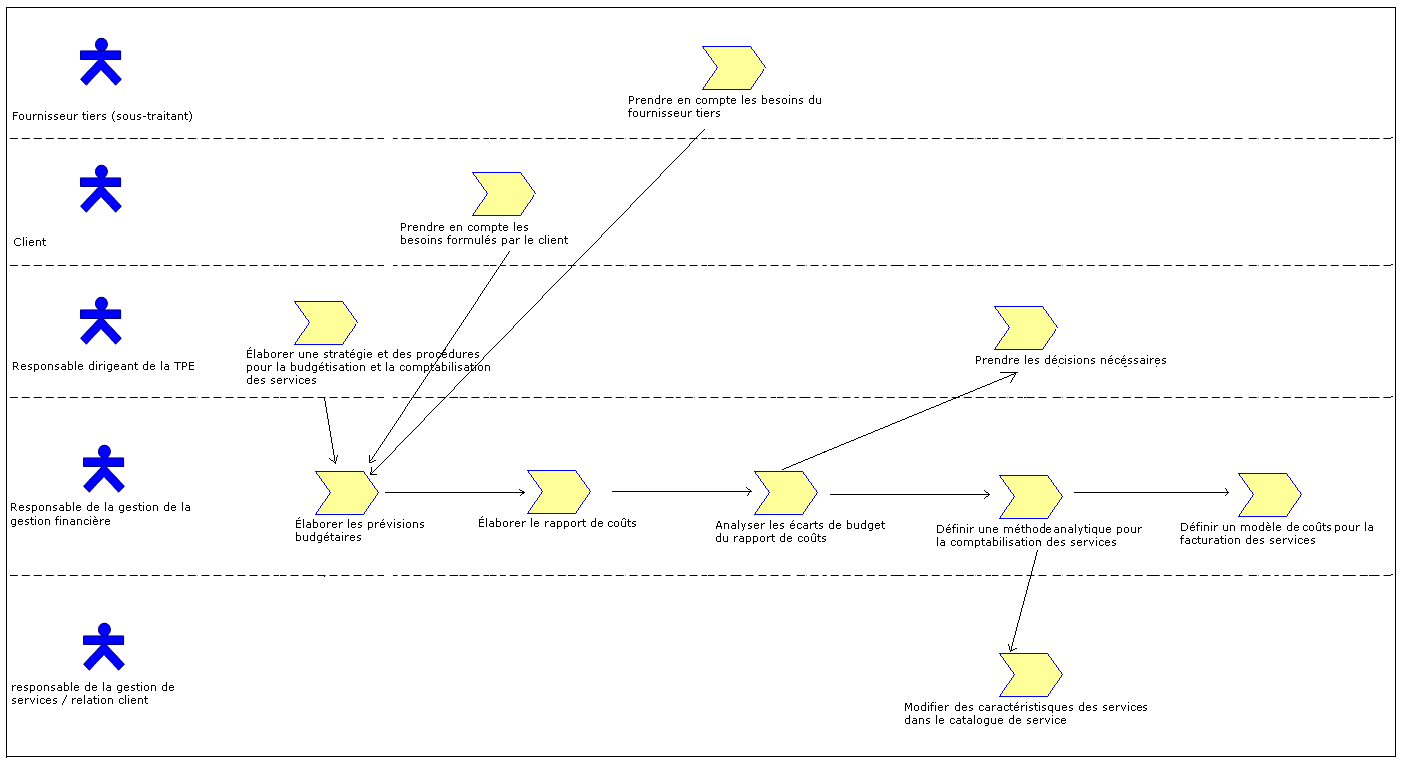 Fournisseur tiers (sous-traitant)
Prendre en compte les besoins du
fournisseur tiers
Client
Prendre en compte les
besoins formulés par le client
Responsable dirigeant de la TPE
Élaborer une stratégie et des procédures
pour la budgétisation et la comptabilisation
des services
Prendre les décisions nécéssaires
Responsable de la gestion de la
gestion financière
Élaborer les prévisions
budgétaires
Élaborer le rapport de coûts
Analyser les écarts de budget
du rapport de coûts
Définir une méthode analytique pour
la comptabilisation des services
Définir un modèle de coûts pour la
facturation des services
responsable de la gestion de
services / relation client
Modifier des caractéristisques des services
dans le catalogue de service